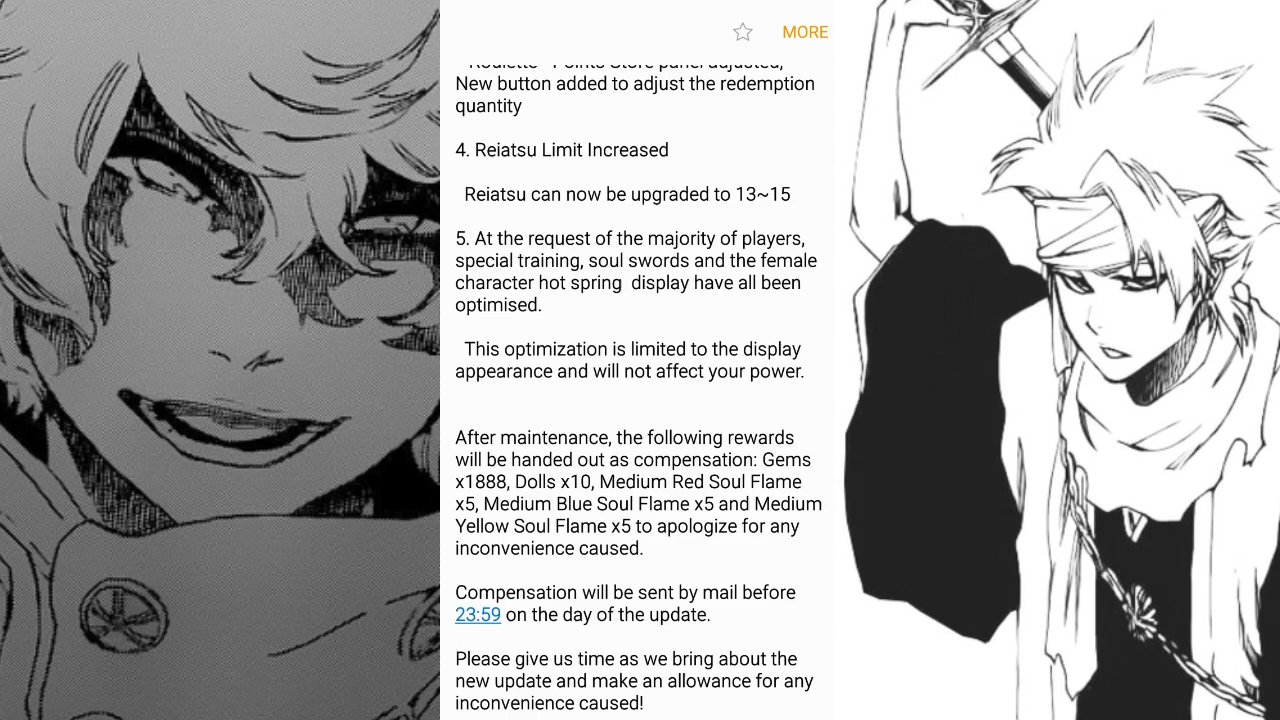 MORE
Roulette - Points Store panel adjusted,
New button added to adjust the redemption
quantity
4. Reiatsu Limit Increased
Reiatsu can now be upgraded to 13~15
5. At the request of the majority of players,
special training, soul swords and the female
character hot spring  display have all been
optimised.
This optimization is limited to the display
appearance and will not affect your power.
After maintenance, the following rewards
will be handed out as compensation: Gems
x1888, Dolls x10, Medium Red Soul Flame
x5, Medium Blue Soul Flame x5 and Medium
Yellow Soul Flame x5 to apologize for any
inconvenience caused.
Compensation will be sent by mail before
23:59 on the day of the update.
Please give us time as we bring about the
new update and make an allowance for any
inconvenience caused!